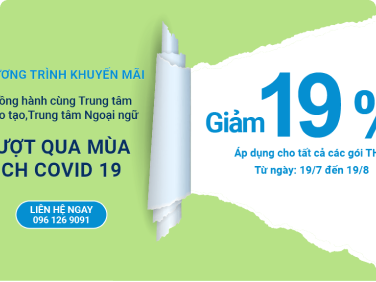 ƯƠNG TRÌNH KHUYẾN MÃI
ồng hành cùng Trung tâm
o tạo,Trung tâm Ngoại ngữ
ƯỢT QUA MÙA
ỊCH COVID 19
LIÊN HỆ NGAY
096 126 9091
Giảm 19 %
Áp dụng cho tất cả các gói TH
Từ ngày: 19/7 đến 19/8